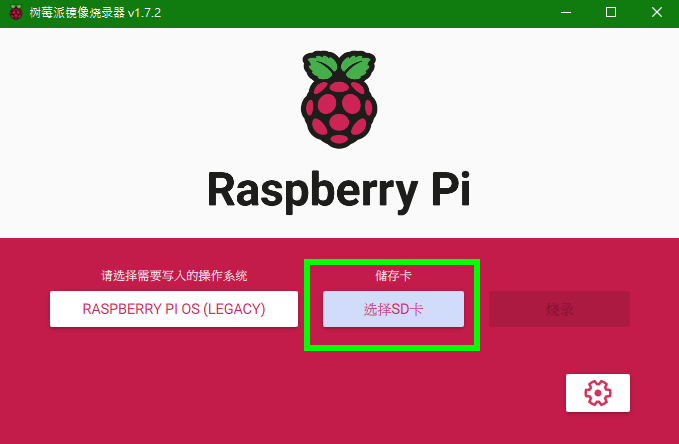 树莓派镜像烧录器 v1.7.2
Raspberry Pi
请选择需要写入的操作系统
储存卡
RASPBERRY PI OS (LEGACY)
选择SD卡
烧录